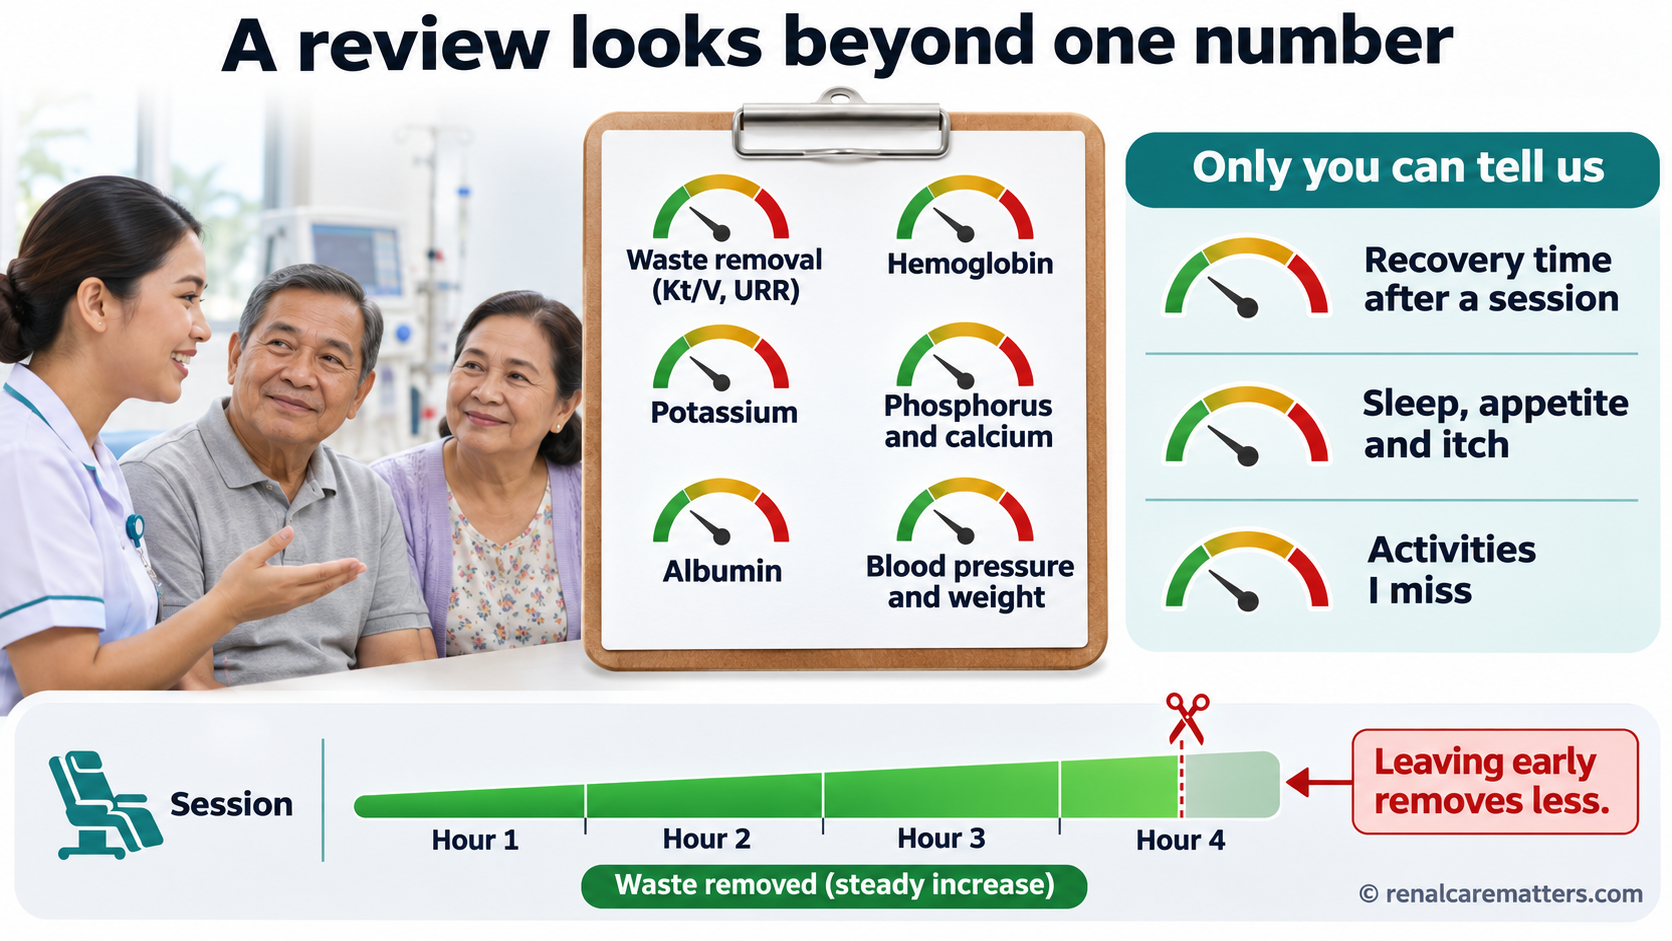 A review looks beyond one number
Waste removal
(Kt/V, URR)
Hemoglobin
Potassium
Phosphorus
and calcium
Albumin
Blood pressure
and weight
Only you can tell us
Recovery time
after a session
Sleep, appetite
and itch
Activities
I miss
Session
Hour 1
Hour 2
Hour 3
Hour 4
Waste removed (steady increase)
Leaving early
removes less.
© renalcarematters.com